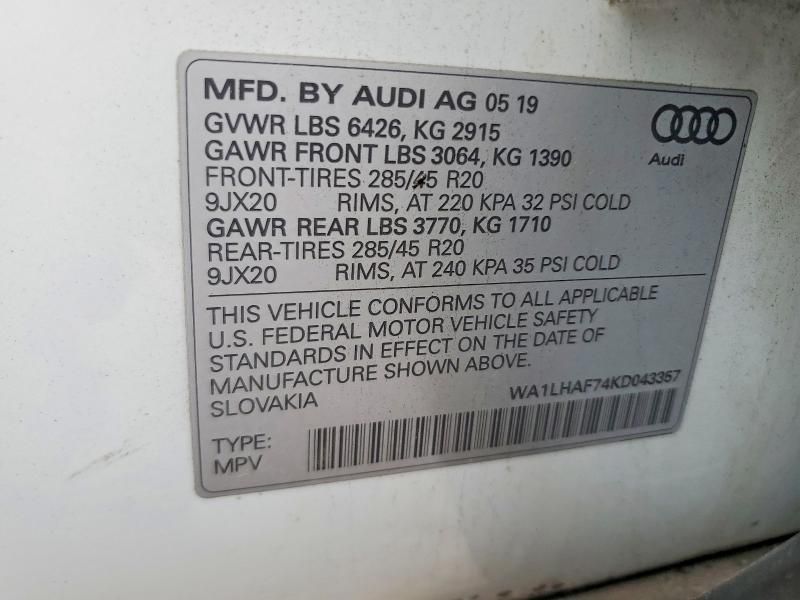 MFD. BY AUDI AG 05 19
GVWR LBS 6426, KG 2915
GAWR FRONT LBS 3064, KG 1390
FRONT-TIRES 285/45 R20
9JX20 RIMS, AT 220 KPA 32 PSI COLD
GAWR REAR LBS 3770, KG 1710
REAR-TIRES 285/45 R20
9JX20 RIMS, AT 240 KPA 35 PSI COLD
Audi
THIS VEHICLE CONFORMS TO ALL APPLICABLE
U.S. FEDERAL MOTOR VEHICLE SAFETY
STANDARDS IN EFFECT ON THE DATE OF
MANUFACTURE SHOWN ABOVE.
SLOVAKIA
WA1LHAF74KD043357
TYPE:
MPV